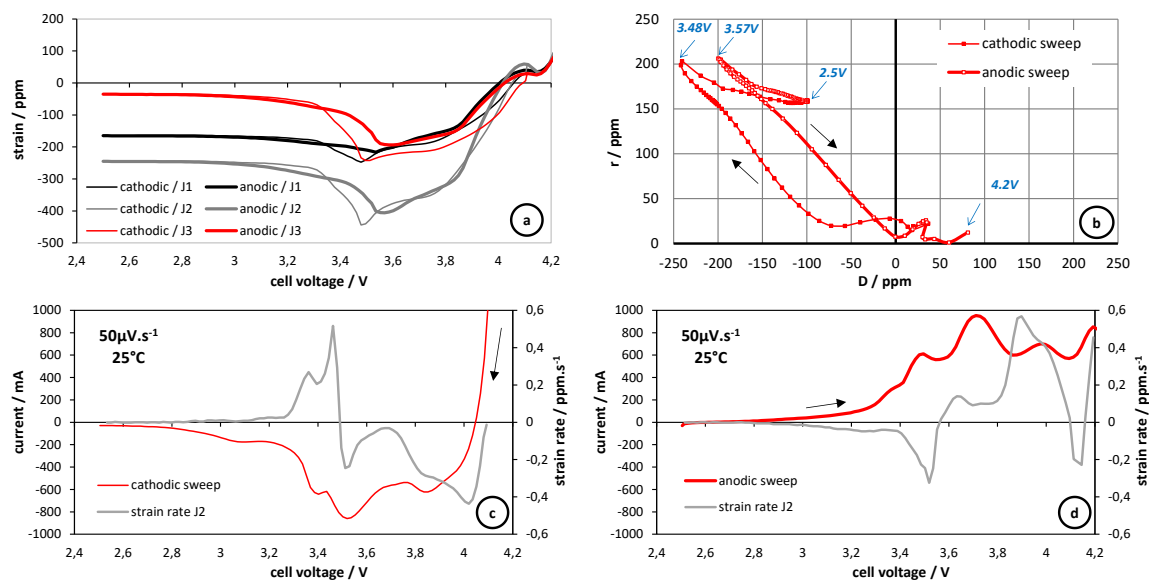 200
100
0
-100
-200
-300
-400
-500
strain / ppm
2,4 2,6 2,8 3 3,2 3,4 3,6 3,8 4 4,2
cell voltage / V
cathodic / J1 anodic / J1
cathodic / J2 anodic / J2
cathodic / J3 anodic / J3
a
250
200
150
100
50
0
r / ppm
-250 -200 -150 -100 -50 0 50 100 150 200 250
D / ppm
3.48V 3.57V
2.5V
4.2V
cathodic sweep
anodic sweep
b
1000
800
600
400
200
0
-200
-400
-600
-800
-1000
current / mA
50µV.s⁻¹
25°C
0,6
0,4
0,2
0
-0,2
-0,4
-0,6
strain rate / ppm.s⁻¹
cathodic sweep
strain rate J2
c
2,4 2,6 2,8 3 3,2 3,4 3,6 3,8 4 4,2
cell voltage / V
1000
800
600
400
200
0
-200
-400
-600
-800
-1000
current / mA
50µV.s⁻¹
25°C
0,6
0,4
0,2
0
-0,2
-0,4
-0,6
strain rate / ppm.s⁻¹
anodic sweep
strain rate J2
d
2,4 2,6 2,8 3 3,2 3,4 3,6 3,8 4 4,2
cell voltage / V